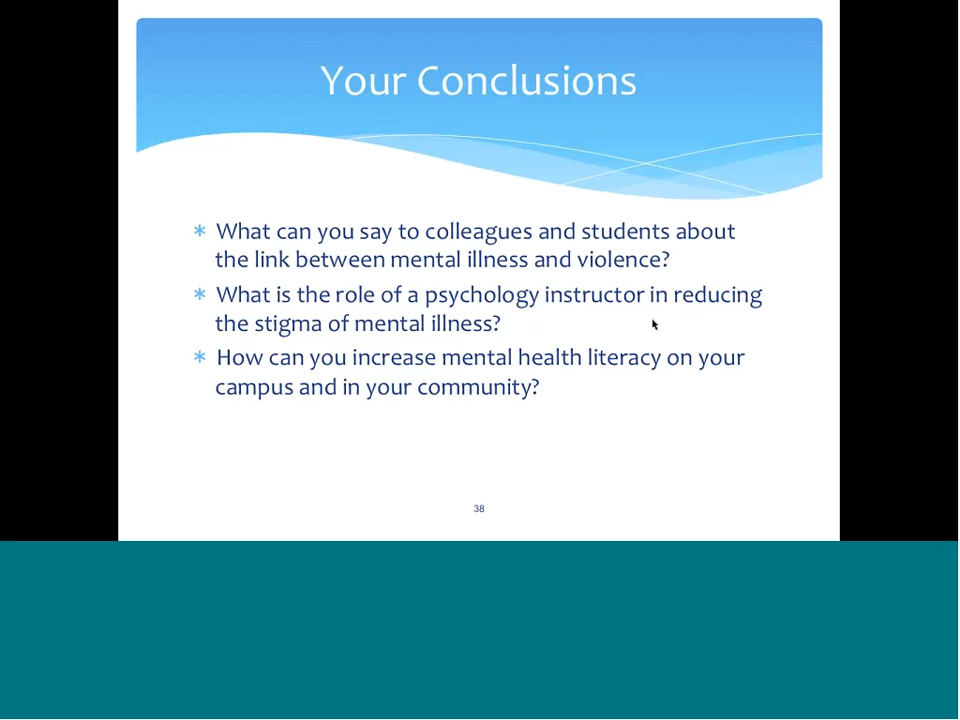 Your Conclusions
* What can you say to colleagues and students about
the link between mental illness and violence?
* What is the role of a psychology instructor in reducing
the stigma of mental illness?
* How can you increase mental health literacy on your
campus and in your community?
38